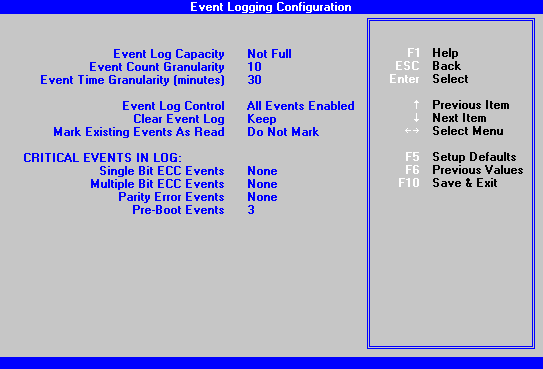 Event Logging Configuration
Event Log Capacity Not Full
Event Count Granularity 10
Event Time Granularity (minutes) 30
Event Log Control All Events Enabled
Clear Event Log Keep
Mark Existing Events As Read Do Not Mark
CRITICAL EVENTS IN LOG:
Single Bit ECC Events None
Multiple Bit ECC Events None
Parity Error Events None
Pre-Boot Events 3
F1 Help
ESC Back
Enter Select
↑ Previous Item
↓ Next Item
←→ Select Menu
F5 Setup Defaults
F6 Previous Values
F10 Save & Exit